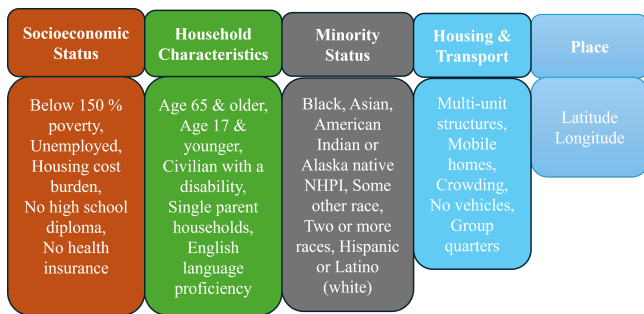 Socioeconomic
Status
Below 150 %
poverty,
Unemployed,
Housing cost
burden,
No high school
diploma,
No health
insurance
Household
Characteristics
Age 65 & older,
Age 17 &
younger,
Civilian with a
disability,
Single parent
households,
English
language
proficiency
Minority
Status
Black, Asian,
American
Indian or
Alaska native
NHPI, Some
other race,
Two or more
races, Hispanic
or Latino
(white)
Housing &
Transport
Multi-unit
structures,
Mobile
homes,
Crowding,
No vehicles,
Group
quarters
Place
Latitude
Longitude